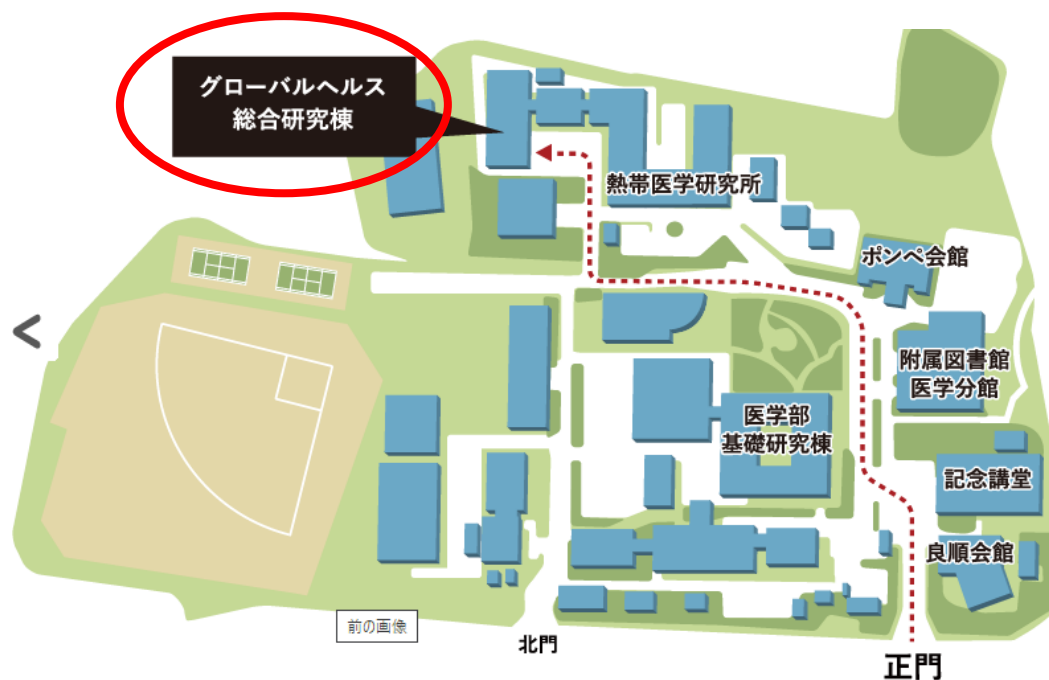 グローバルヘルス
総合研究棟
熱帯医学研究所
ポンペ会館
附属図書館
医学分館
医学部
基礎研究棟
記念講堂
良順会館
前の画像
北門
正門